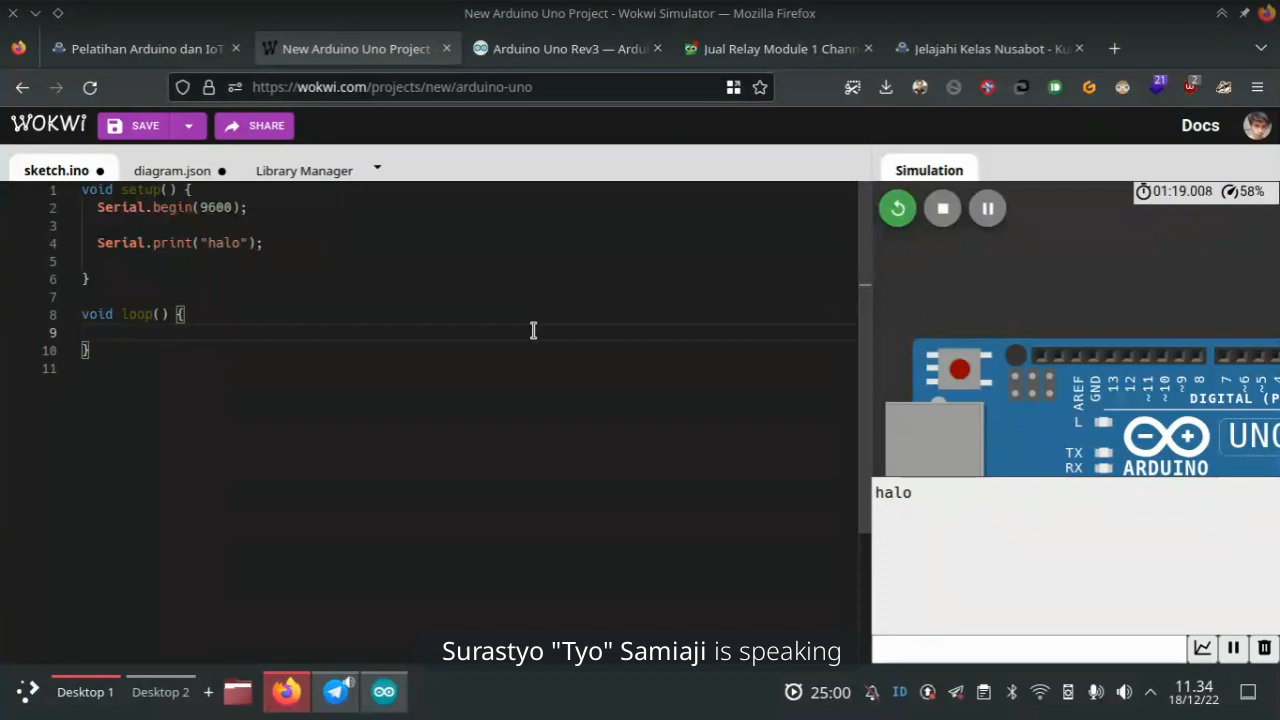 New Arduino Uno Project - Wokwi Simulator — Mozilla Firefox
Pelatihan Arduino dan IoT
New Arduino Uno Project
Arduino Uno Rev3 — Ardu
Jual Relay Module 1 Chann
Jelajahi Kelas Nusabot - Ku
https://wokwi.com/projects/new/arduino-uno
21
2
WOKWI
SAVE
SHARE
Docs
sketch.ino
diagram.json
Library Manager
Simulation
1 void setup() {
2 Serial.begin(9600);
3
4 Serial.print("halo");
5
6 }
7
8 void loop() {
9
10 }
11
01:19.008
58%
AREF
GND
13
12
~11
~10
~9
8
7
~6
~5
4
DIGITAL (P
L
TX
RX
UNO
ARDUINO
halo
Surastyo "Tyo" Samiaji is speaking
Desktop 1
Desktop 2
25:00
ID
11.34
18/12/22